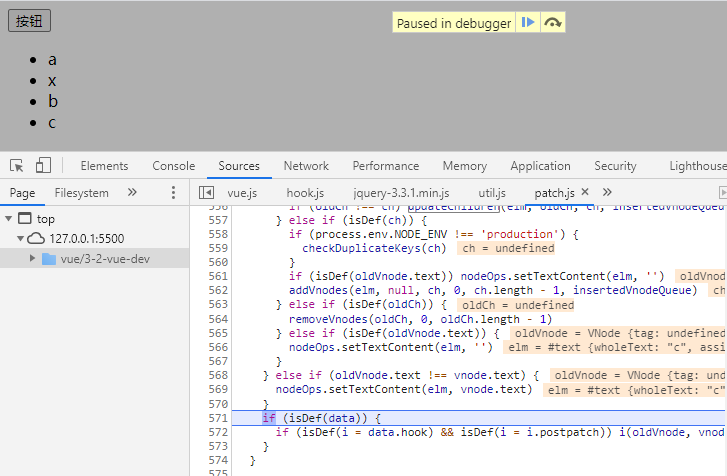 按钮
Paused in debugger
a
x
b
c
Elements Console Sources Network Performance Memory Application Security Lighthouse
Page Filesystem » vue.js hook.js jquery-3.3.1.min.js util.js patch.js × »
top
127.0.0.1:5500
vue/3-2-vue-dev
556 if (oldCh !== ch) updateChildren(elm, oldCh, ch, insertedVnodeQueu
557 } else if (isDef(ch)) {
558 if (process.env.NODE_ENV !== 'production') {
559 checkDuplicateKeys(ch) ch = undefined
560 }
561 if (isDef(oldVnode.text)) nodeOps.setTextContent(elm, '') oldVnod
562 addVnodes(elm, null, ch, 0, ch.length - 1, insertedVnodeQueue) ch
563 } else if (isDef(oldCh)) { oldCh = undefined
564 removeVnodes(oldCh, 0, oldCh.length - 1)
565 } else if (isDef(oldVnode.text)) { oldVnode = VNode {tag: undefined
566 nodeOps.setTextContent(elm, '') elm = #text {wholeText: "c", assi
567 }
568 } else if (oldVnode.text !== vnode.text) { oldVnode = VNode {tag: und
569 nodeOps.setTextContent(elm, vnode.text) elm = #text {wholeText: "c"
570 }
571 if (isDef(data)) {
572 if (isDef(i = data.hook) && isDef(i = i.postpatch)) i(oldVnode, vnod
573 }
574 }
575